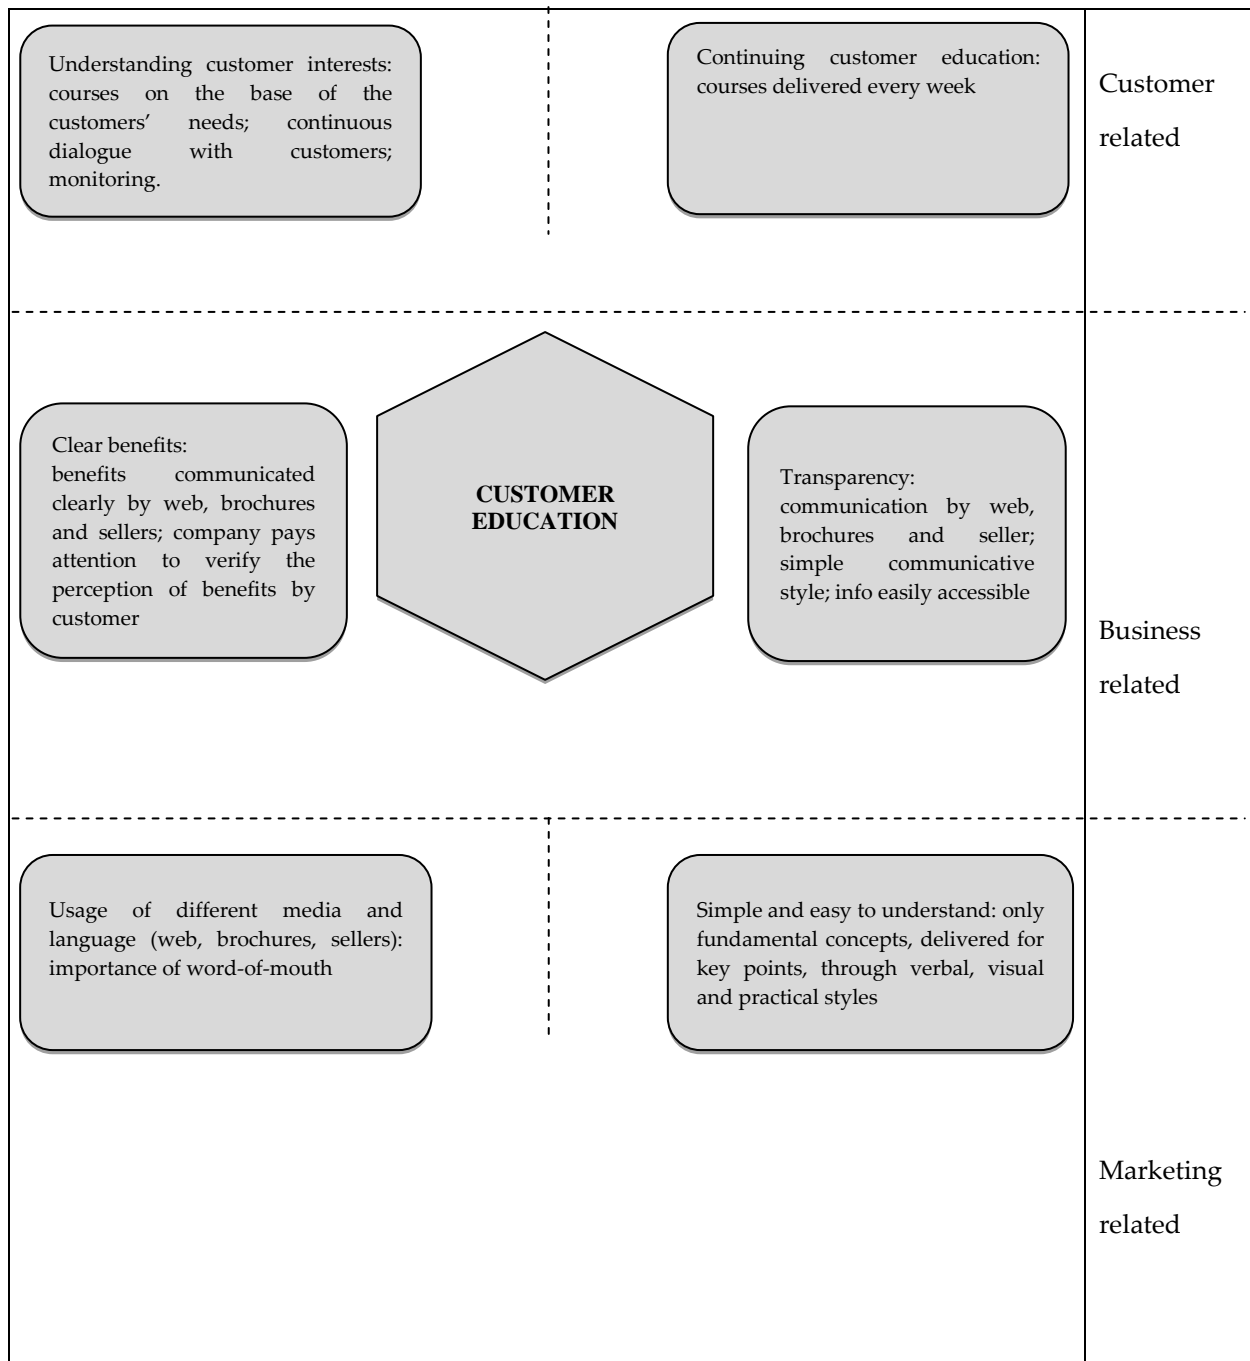 Understanding customer interests:
courses on the base of the
customers’ needs; continuous
dialogue with customers;
monitoring.
Continuing customer education:
courses delivered every week
Customer
related
Clear benefits:
benefits communicated
clearly by web, brochures
and sellers; company pays
attention to verify the
perception of benefits by
customer
CUSTOMER
EDUCATION
Transparency:
communication by web,
brochures and seller;
simple communicative
style; info easily accessible
Business
related
Usage of different media and
language (web, brochures, sellers):
importance of word-of-mouth
Simple and easy to understand: only
fundamental concepts, delivered for
key points, through verbal, visual
and practical styles
Marketing
related